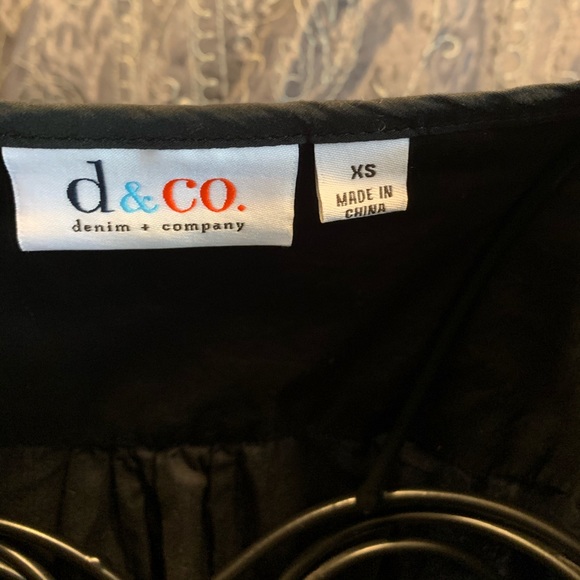 d&co.
denim + company
XS
MADE IN
CHINA